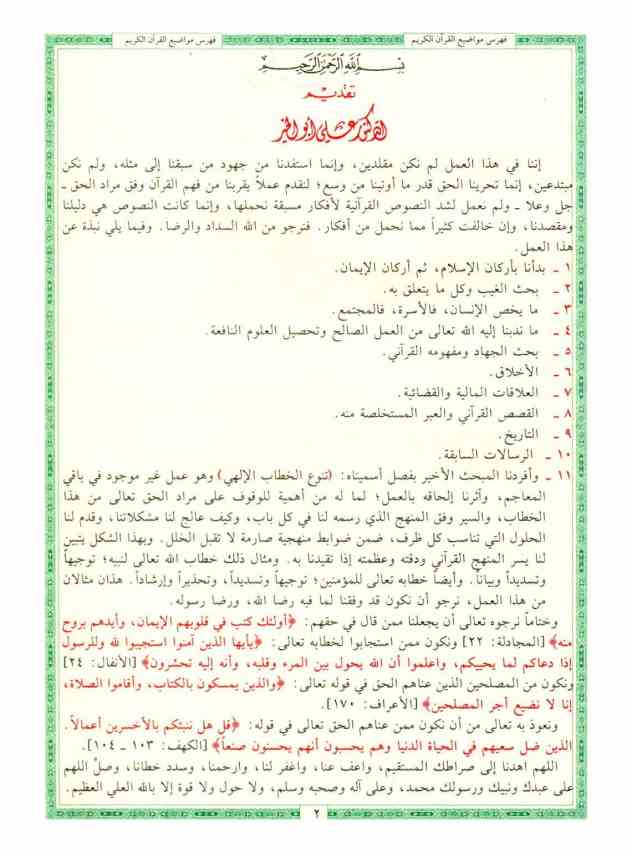 فهرس مواضيع القرآن الكريم
فهرس مواضيع القرآن الكريم
بسم الله الرحمن الرحيم
تقديم
الدكتور علي أبو الخير
إننا في هذا العمل لم نكن مقلدين، وإنما استفدنا من جهود من سبقنا إلى مثله، ولم نكن
مبتدعين، إنما تحرينا الحق قدر ما أوتينا من وسع؛ لنقدم عملاً يقربنا من فهم القرآن وفق مراد الحق ـ
جل وعلا ـ ولم نعمل لشد النصوص القرآنية لأفكار مسبقة نحملها، وإنما كانت النصوص هي دليلنا
ومقصدنا، وإن خالفت كثيراً مما نحمل من أفكار. فنرجو من الله السداد والرضا. وفيما يلي نبذة عن
هذا العمل.
١ ـ بدأنا بأركان الإسلام، ثم أركان الإيمان.
٢ ـ بحث الغيب وكل ما يتعلق به.
٣ ـ ما يخص الإنسان، فالأسرة، فالمجتمع.
٤ ـ ما ندبنا إليه الله تعالى من العمل الصالح وتحصيل العلوم النافعة.
٥ ـ بحث الجهاد ومفهومه القرآني.
٦ ـ الأخلاق.
٧ ـ العلاقات المالية والقضائية.
٨ ـ القصص القرآني والعبر المستخلصة منه.
٩ ـ التاريخ.
١٠ ـ الرسالات السابقة.
١١ ـ وأفردنا المبحث الأخير بفصل أسميناه: (تنوع الخطاب الإلهي) وهو عمل غير موجود في باقي
المعاجم، وآثرنا إلحاقه بالعمل؛ لما له من أهمية للوقوف على مراد الحق تعالى من هذا
الخطاب، والسير وفق المنهج الذي رسمه لنا في كل باب، وكيف عالج لنا مشكلاتنا، وقدم لنا
الحلول التي تناسب كل ظرف، ضمن ضوابط منهجية صارمة لا تقبل الخلل. وبهذا الشكل يتبين
لنا يسر المنهج القرآني ودقته وعظمته إذا تقيدنا به. ومثال ذلك خطاب الله تعالى لنبيه؛ توجيهاً
وتسديداً وبياناً. وأيضاً خطابه تعالى للمؤمنين؛ توجيهاً وتسديداً، وتحذيراً وإرشاداً. هذان مثالان
من هذا العمل، نرجو أن نكون قد وفقنا لما فيه رضا الله، ورضا رسوله.
وختاماً نرجوه تعالى أن يجعلنا ممن قال في حقهم: ﴿أولئك كتب في قلوبهم الإيمان، وأيدهم بروح
منه﴾ [المجادلة: ٢٢] ونكون ممن استجابوا لخطابه تعالى: ﴿يأيها الذين آمنوا استجيبوا لله وللرسول
إذا دعاكم لما يحييكم، واعلموا أن الله يحول بين المرء وقلبه، وأنه إليه تحشرون﴾ [الأنفال: ٢٤]
ونكون من المصلحين الذين عناهم الحق في قوله تعالى: ﴿والذين يمسكون بالكتاب، وأقاموا الصلاة،
إنا لا نضيع أجر المصلحين﴾ [الأعراف: ١٧٠].
ونعوذ به تعالى من أن نكون ممن عناهم الحق تعالى في قوله: ﴿قل هل ننبئكم بالأخسرين أعمالاً.
الذين ضل سعيهم في الحياة الدنيا وهم يحسبون أنهم يحسنون صنعاً﴾ [الكهف: ١٠٣ ـ ١٠٤].
اللهم اهدنا إلى صراطك المستقيم، واعف عنا، واغفر لنا، وارحمنا، وسدد خطانا، وصلّ اللهم
على عبدك ونبيك ورسولك محمد، وعلى آله وصحبه وسلم، ولا حول ولا قوة إلا بالله العلي العظيم.
٢